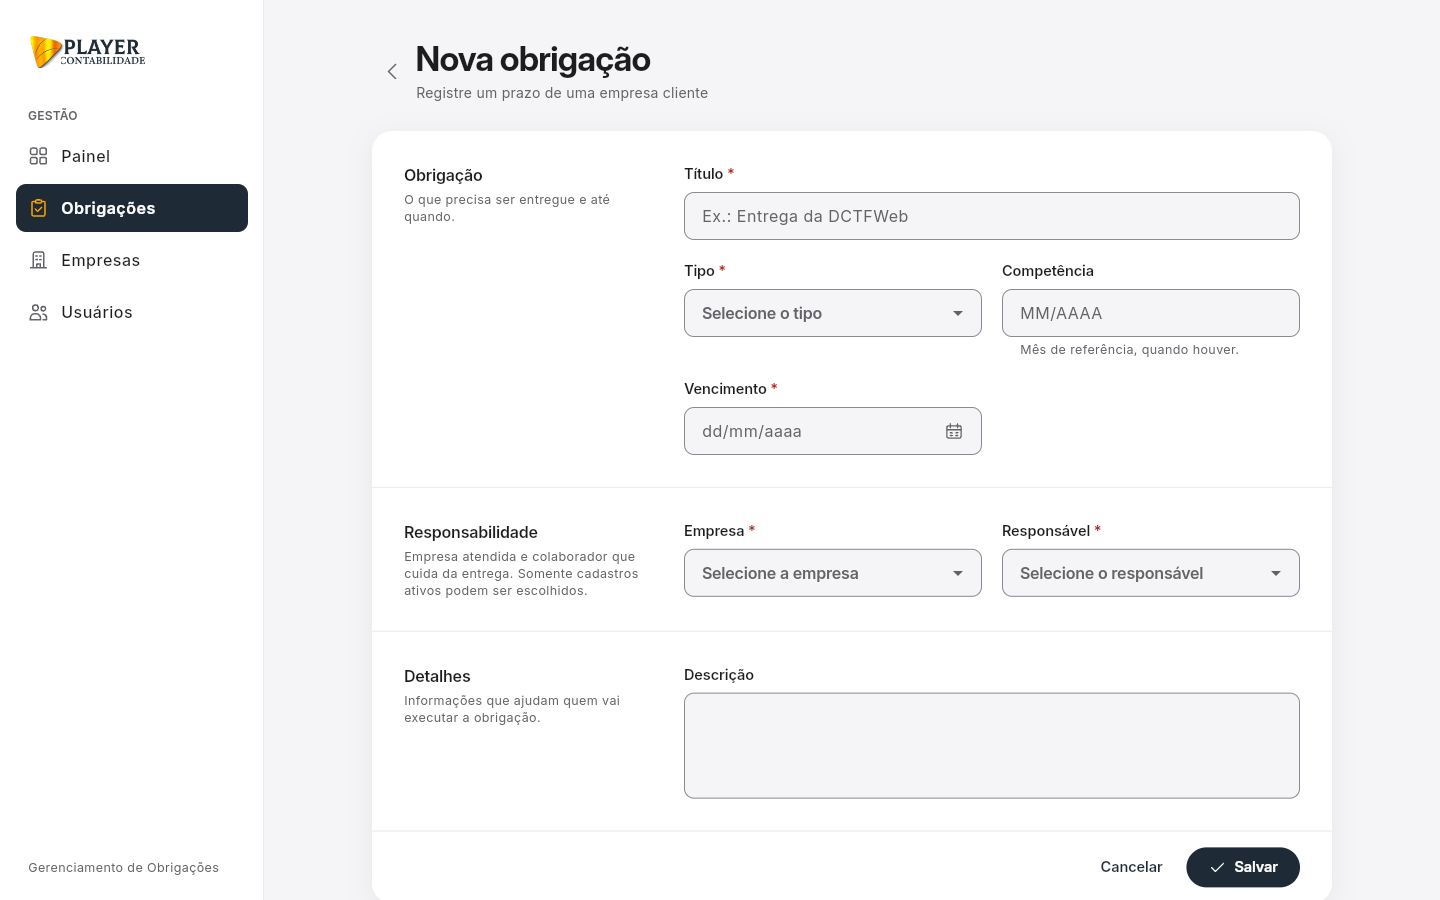 PLAYER
CONTABILIDADE
GESTÃO
Painel
Obrigações
Empresas
Usuários
Gerenciamento de Obrigações
Nova obrigação
Registre um prazo de uma empresa cliente
Obrigação
O que precisa ser entregue e até
quando.
Título *
Ex.: Entrega da DCTFWeb
Tipo *
Selecione o tipo
Competência
MM/AAAA
Mês de referência, quando houver.
Vencimento *
dd/mm/aaaa
Responsabilidade
Empresa atendida e colaborador que
cuida da entrega. Somente cadastros
ativos podem ser escolhidos.
Empresa *
Selecione a empresa
Responsável *
Selecione o responsável
Detalhes
Informações que ajudam quem vai
executar a obrigação.
Descrição
Cancelar
Salvar